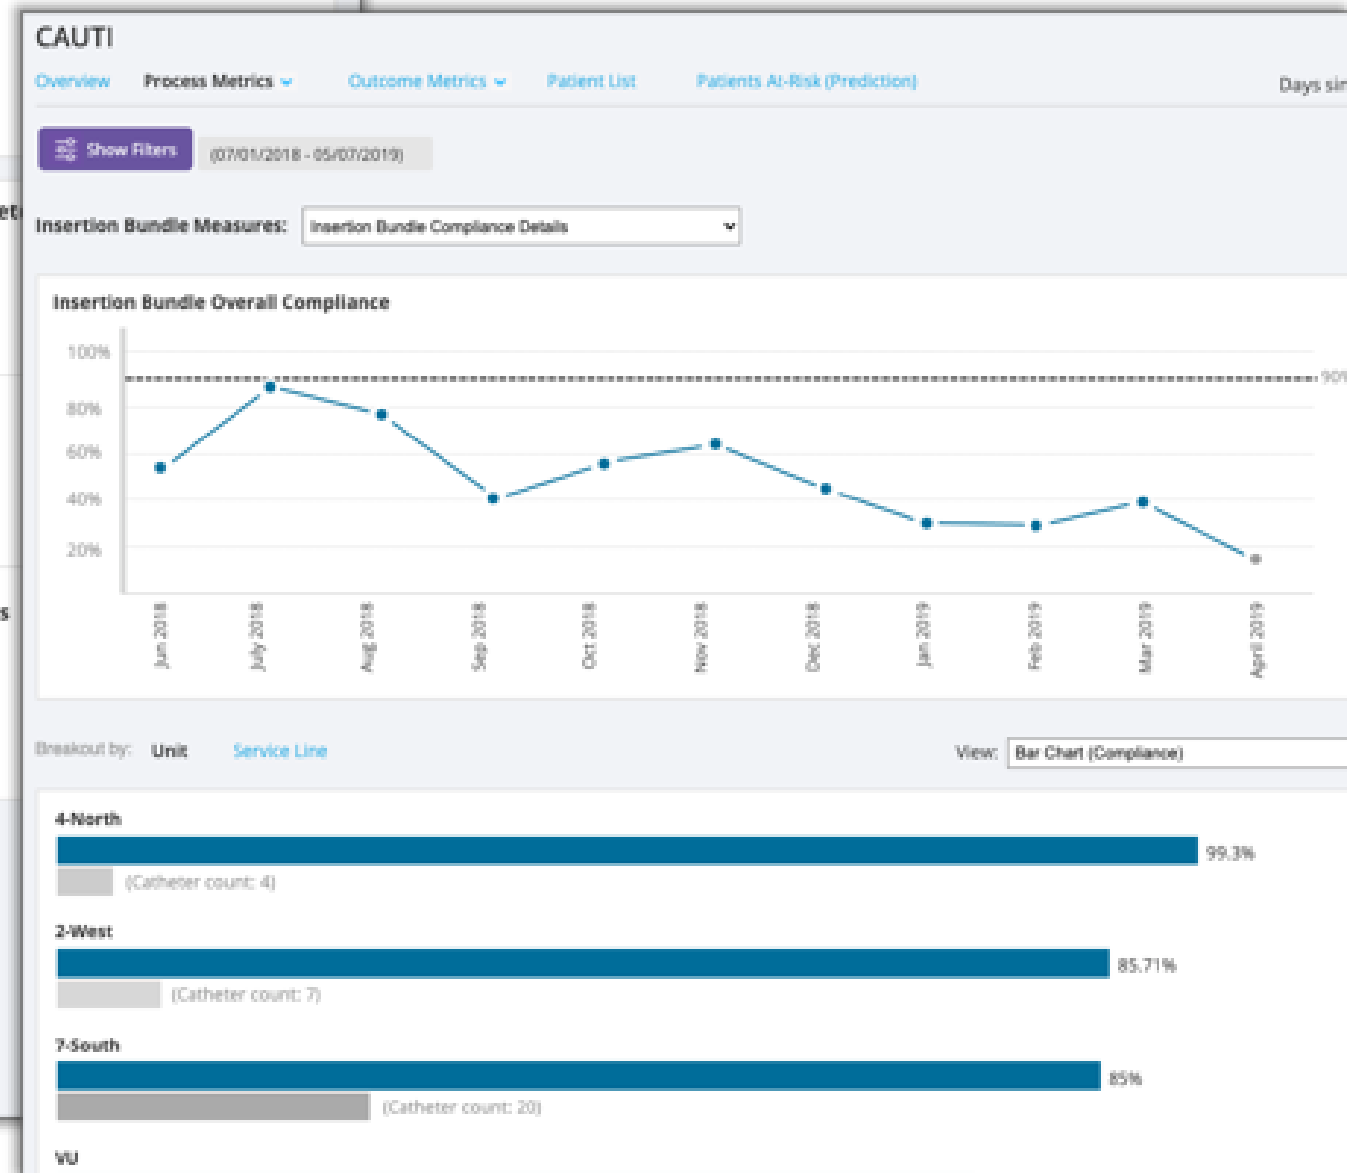 CAUTI
Overview Process Metrics Outcome Metrics Patient List Patients At-Risk (Prediction) Days
Show Filters (07/01/2018 - 05/07/2019)
Insertion Bundle Measures: Insertion Bundle Compliance Details
Insertion Bundle Overall Compliance
100%
90%
80%
60%
40%
20%
Jun 2018 July 2018 Aug 2018 Sep 2018 Oct 2018 Nov 2018 Dec 2018 Jan 2019 Feb 2019 Mar 2019 April 2019
Breakout by: Unit Service Line View: Bar Chart (Compliance)
4-North
99.3%
(Catheter count: 4)
2-West
85.71%
(Catheter count: 7)
7-South
85%
(Catheter count: 20)
VU